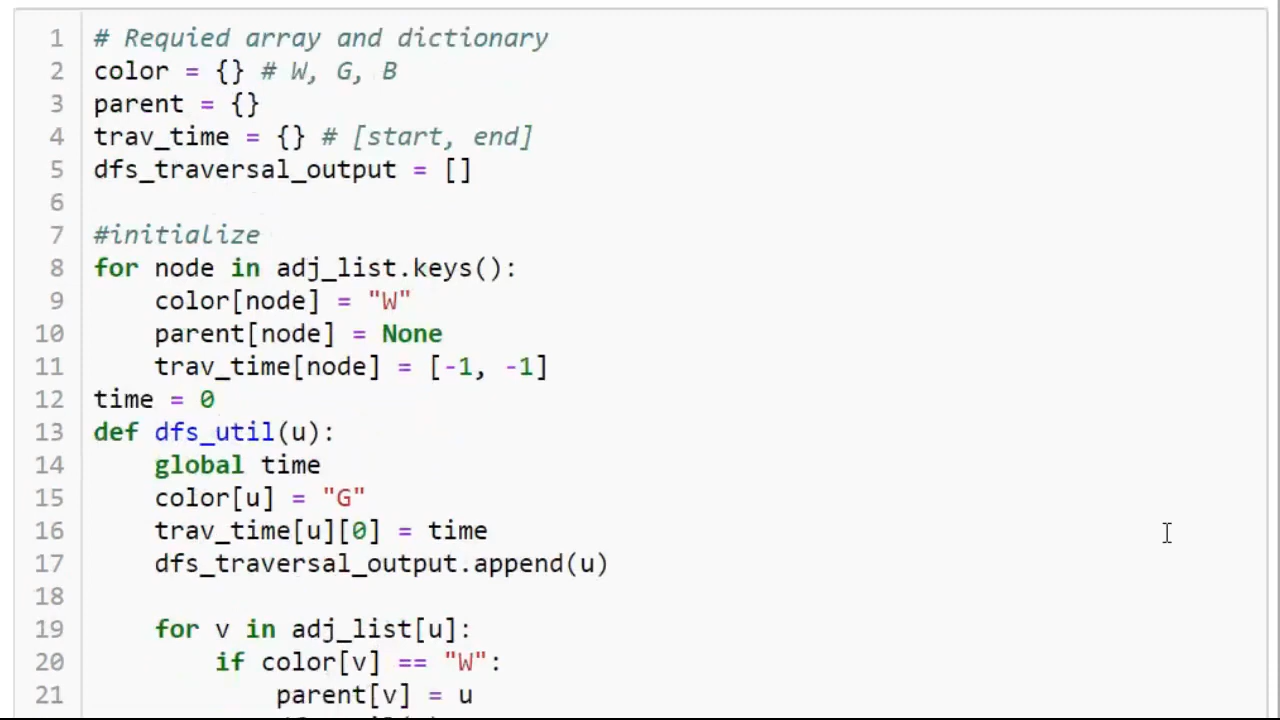 1 # Requied array and dictionary
2 color = {} # W, G, B
3 parent = {}
4 trav_time = {} # [start, end]
5 dfs_traversal_output = []
6
7 #initialize
8 for node in adj_list.keys():
9     color[node] = "W"
10     parent[node] = None
11     trav_time[node] = [-1, -1]
12 time = 0
13 def dfs_util(u):
14     global time
15     color[u] = "G"
16     trav_time[u][0] = time
17     dfs_traversal_output.append(u)
18
19     for v in adj_list[u]:
20         if color[v] == "W":
21             parent[v] = u